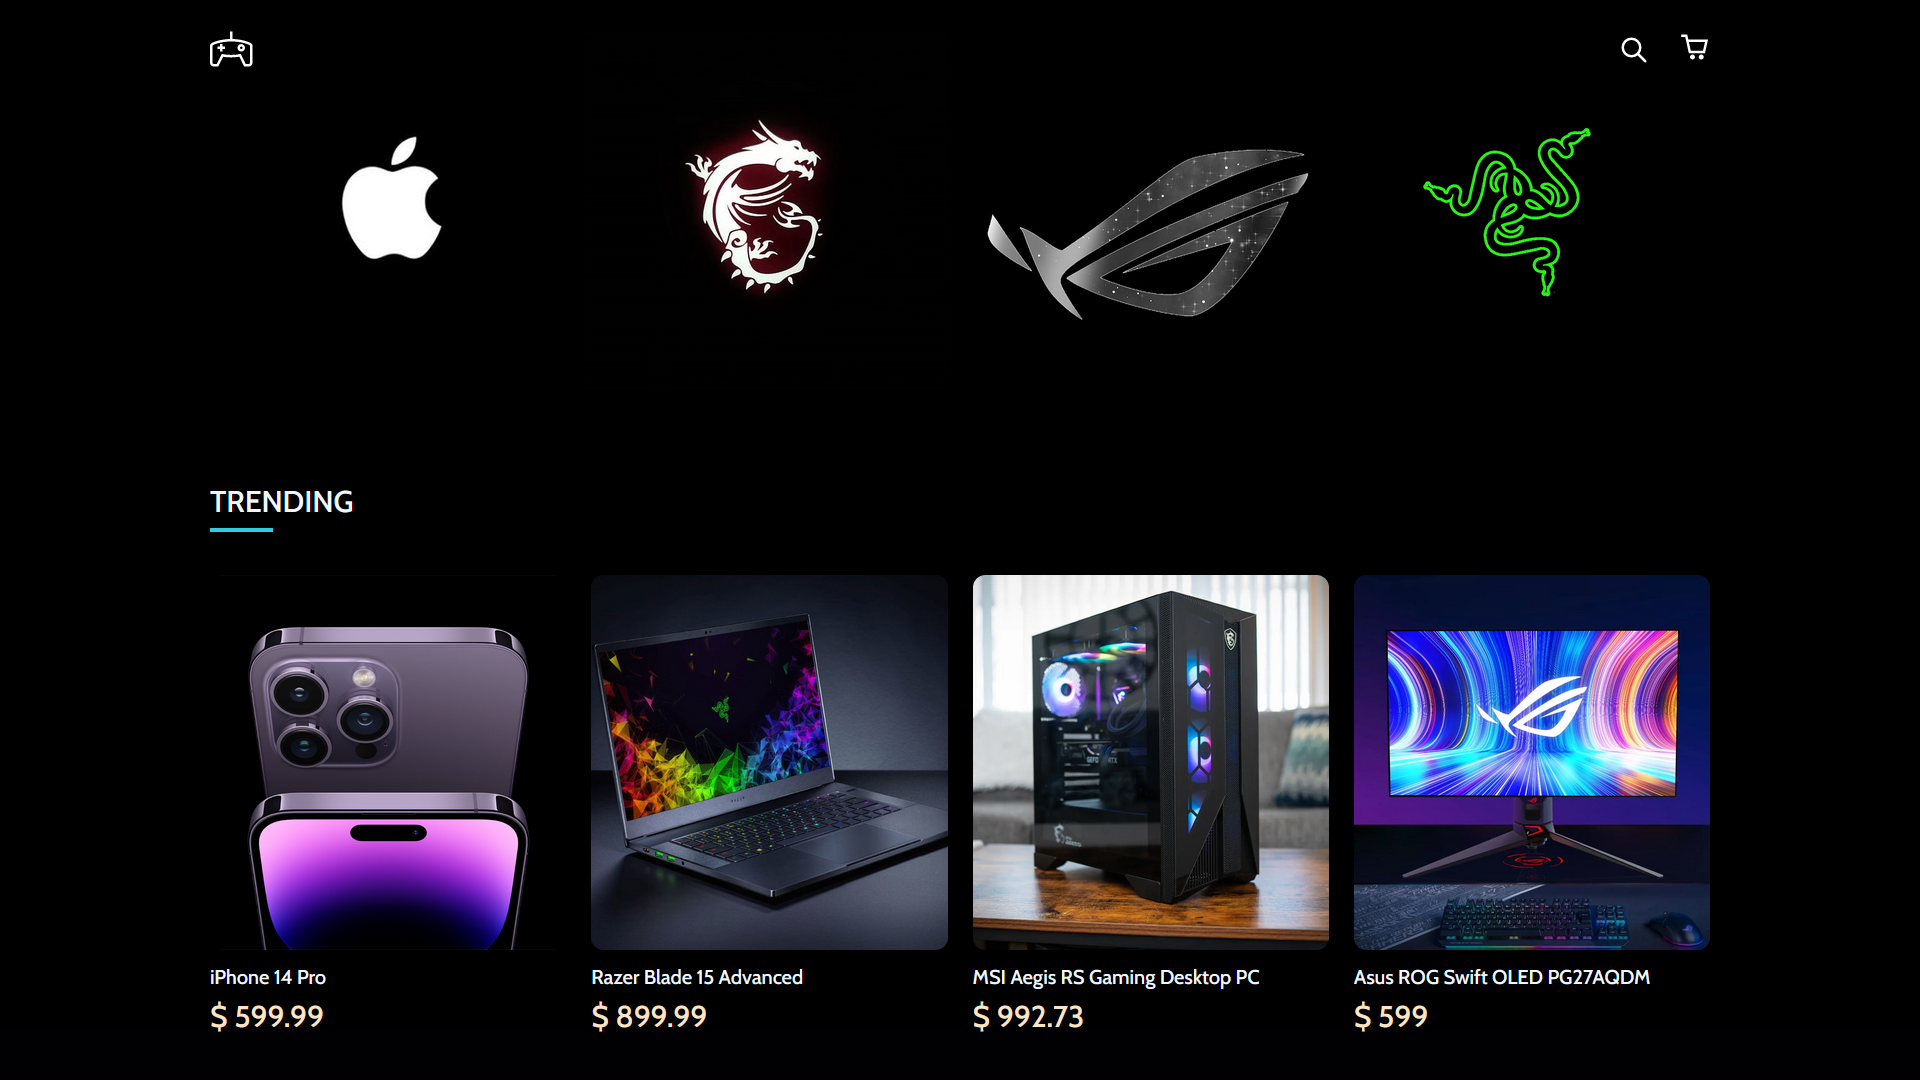 TRENDING
iPhone 14 Pro
$ 599.99
Razer Blade 15 Advanced
$ 899.99
MSI Aegis RS Gaming Desktop PC
$ 992.73
Asus ROG Swift OLED PG27AQDM
$ 599